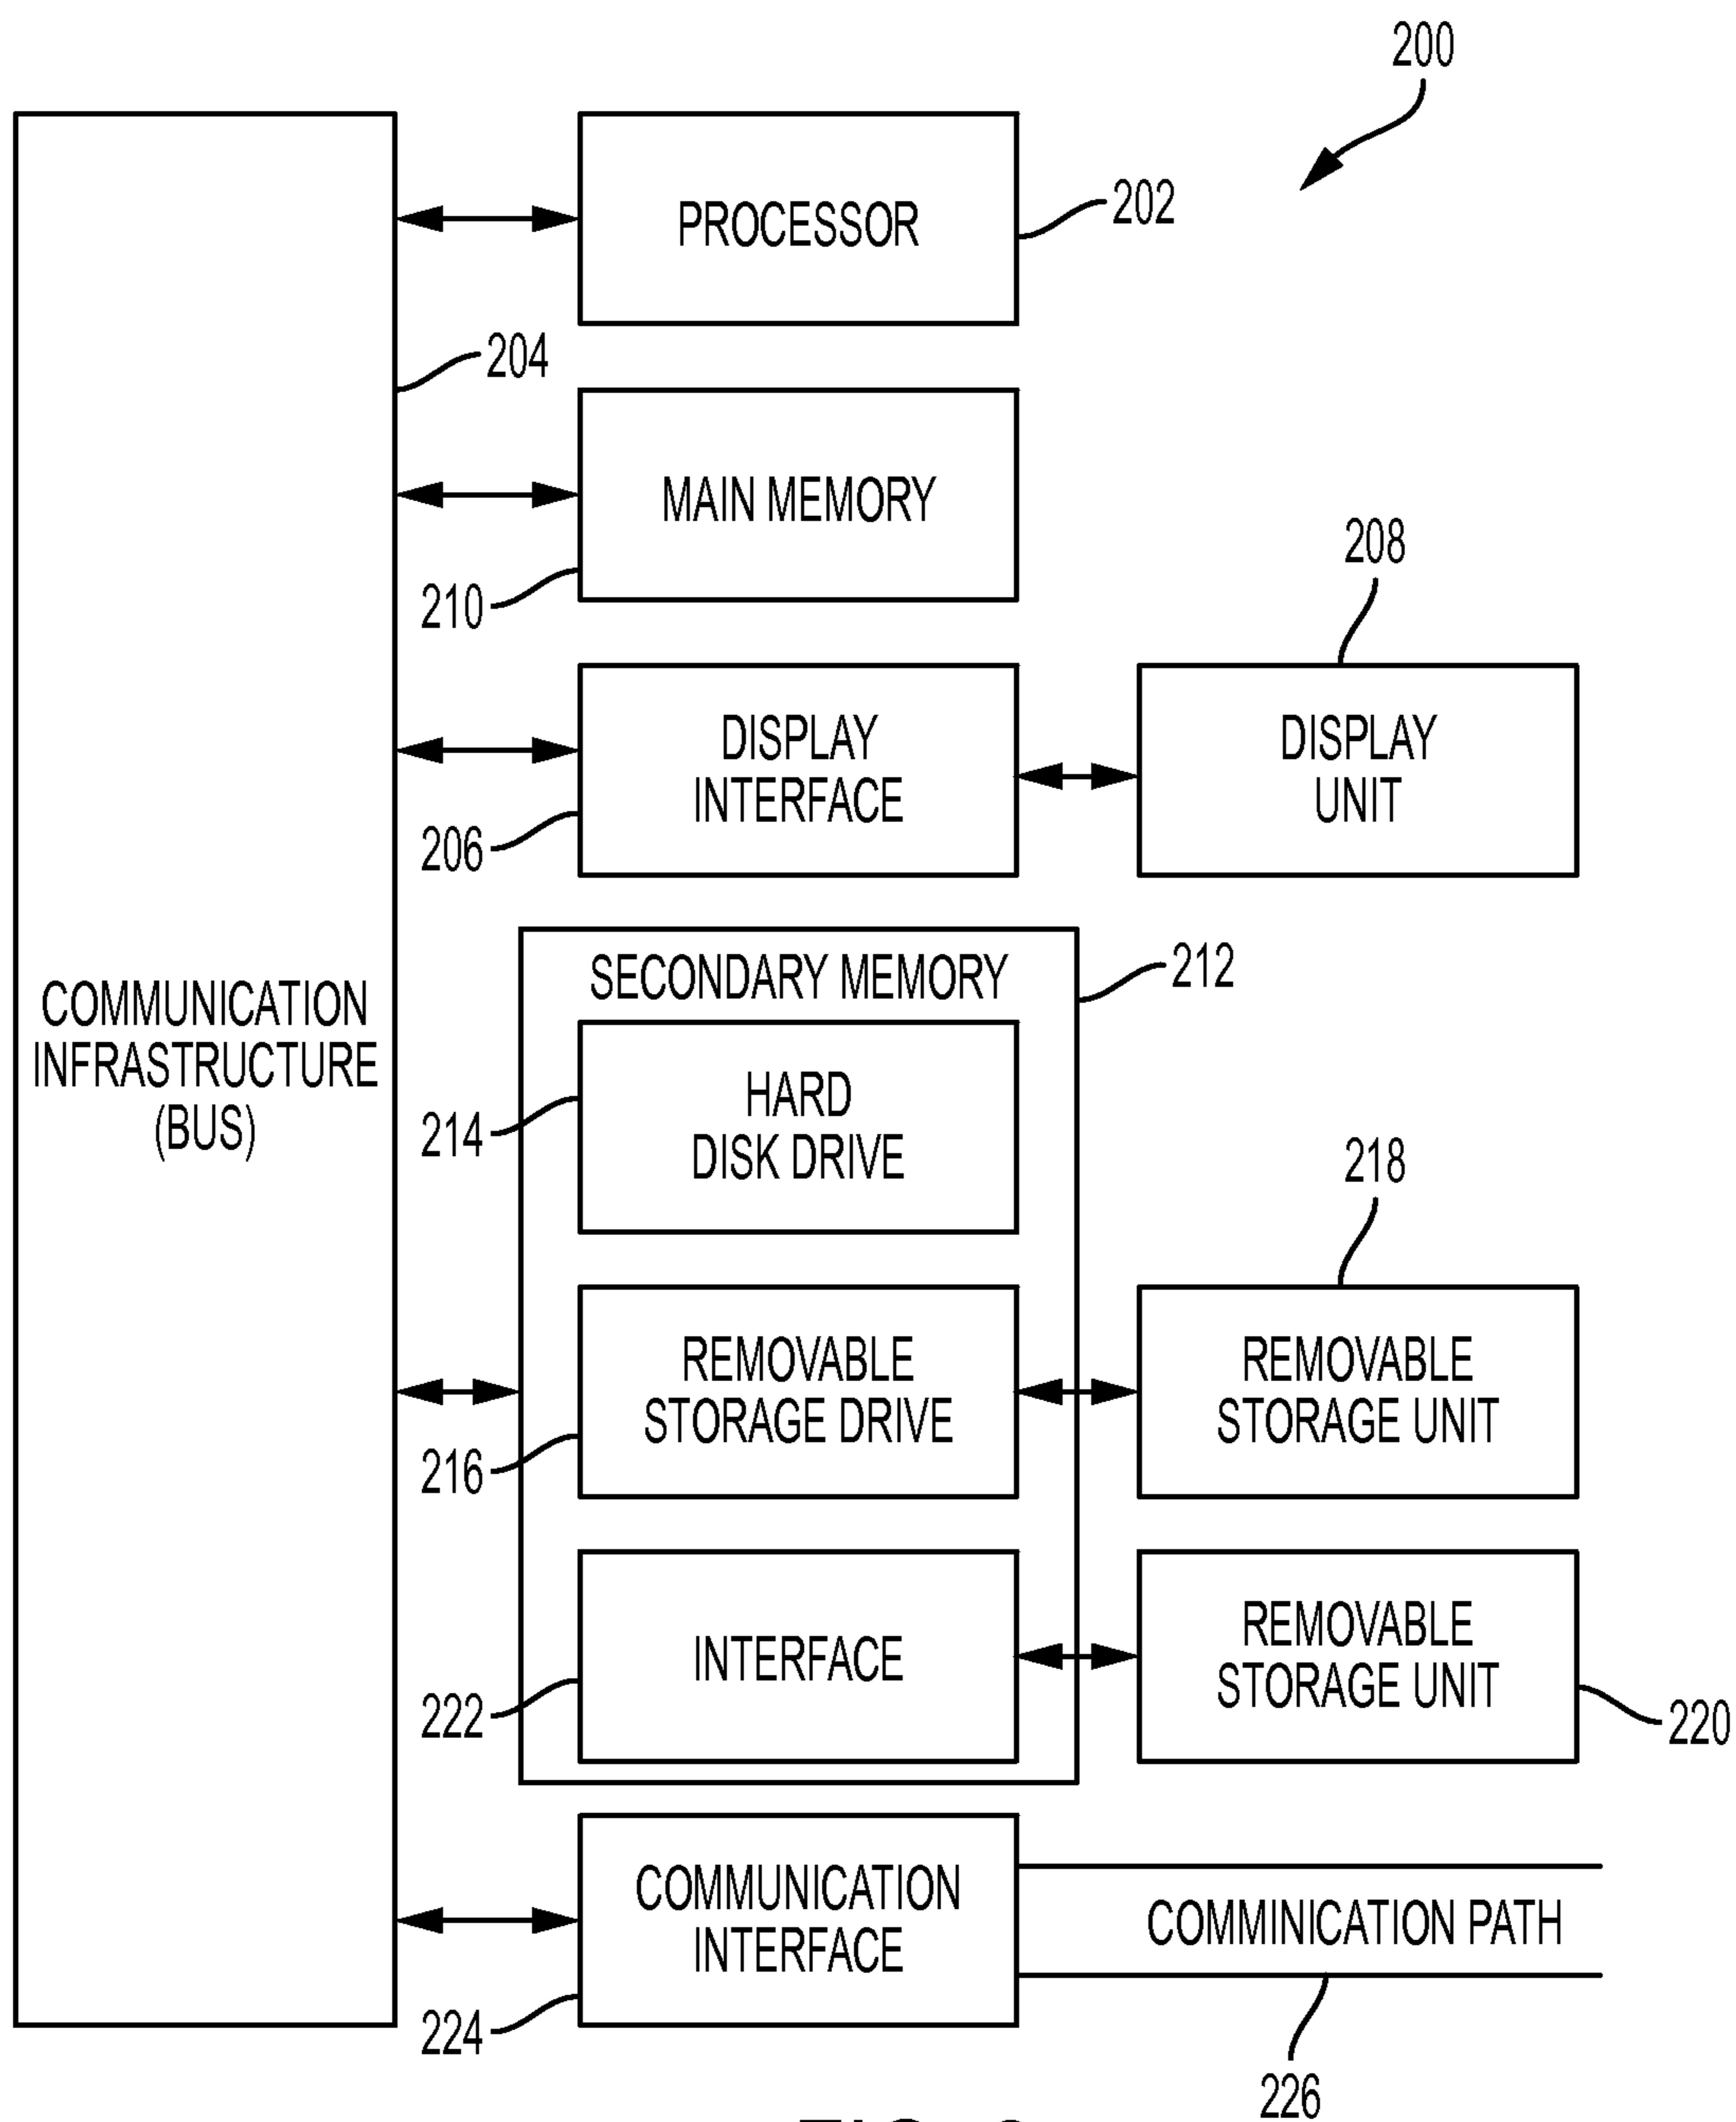 200
PROCESSOR
202
204
MAIN MEMORY
210
208
DISPLAY
INTERFACE
206
DISPLAY
UNIT
COMMUNICATION
INFRASTRUCTURE
(BUS)
SECONDARY MEMORY
212
HARD
DISK DRIVE
214
218
REMOVABLE
STORAGE DRIVE
216
REMOVABLE
STORAGE UNIT
INTERFACE
222
REMOVABLE
STORAGE UNIT
220
COMMUNICATION
INTERFACE
224
COMMINICATION PATH
226